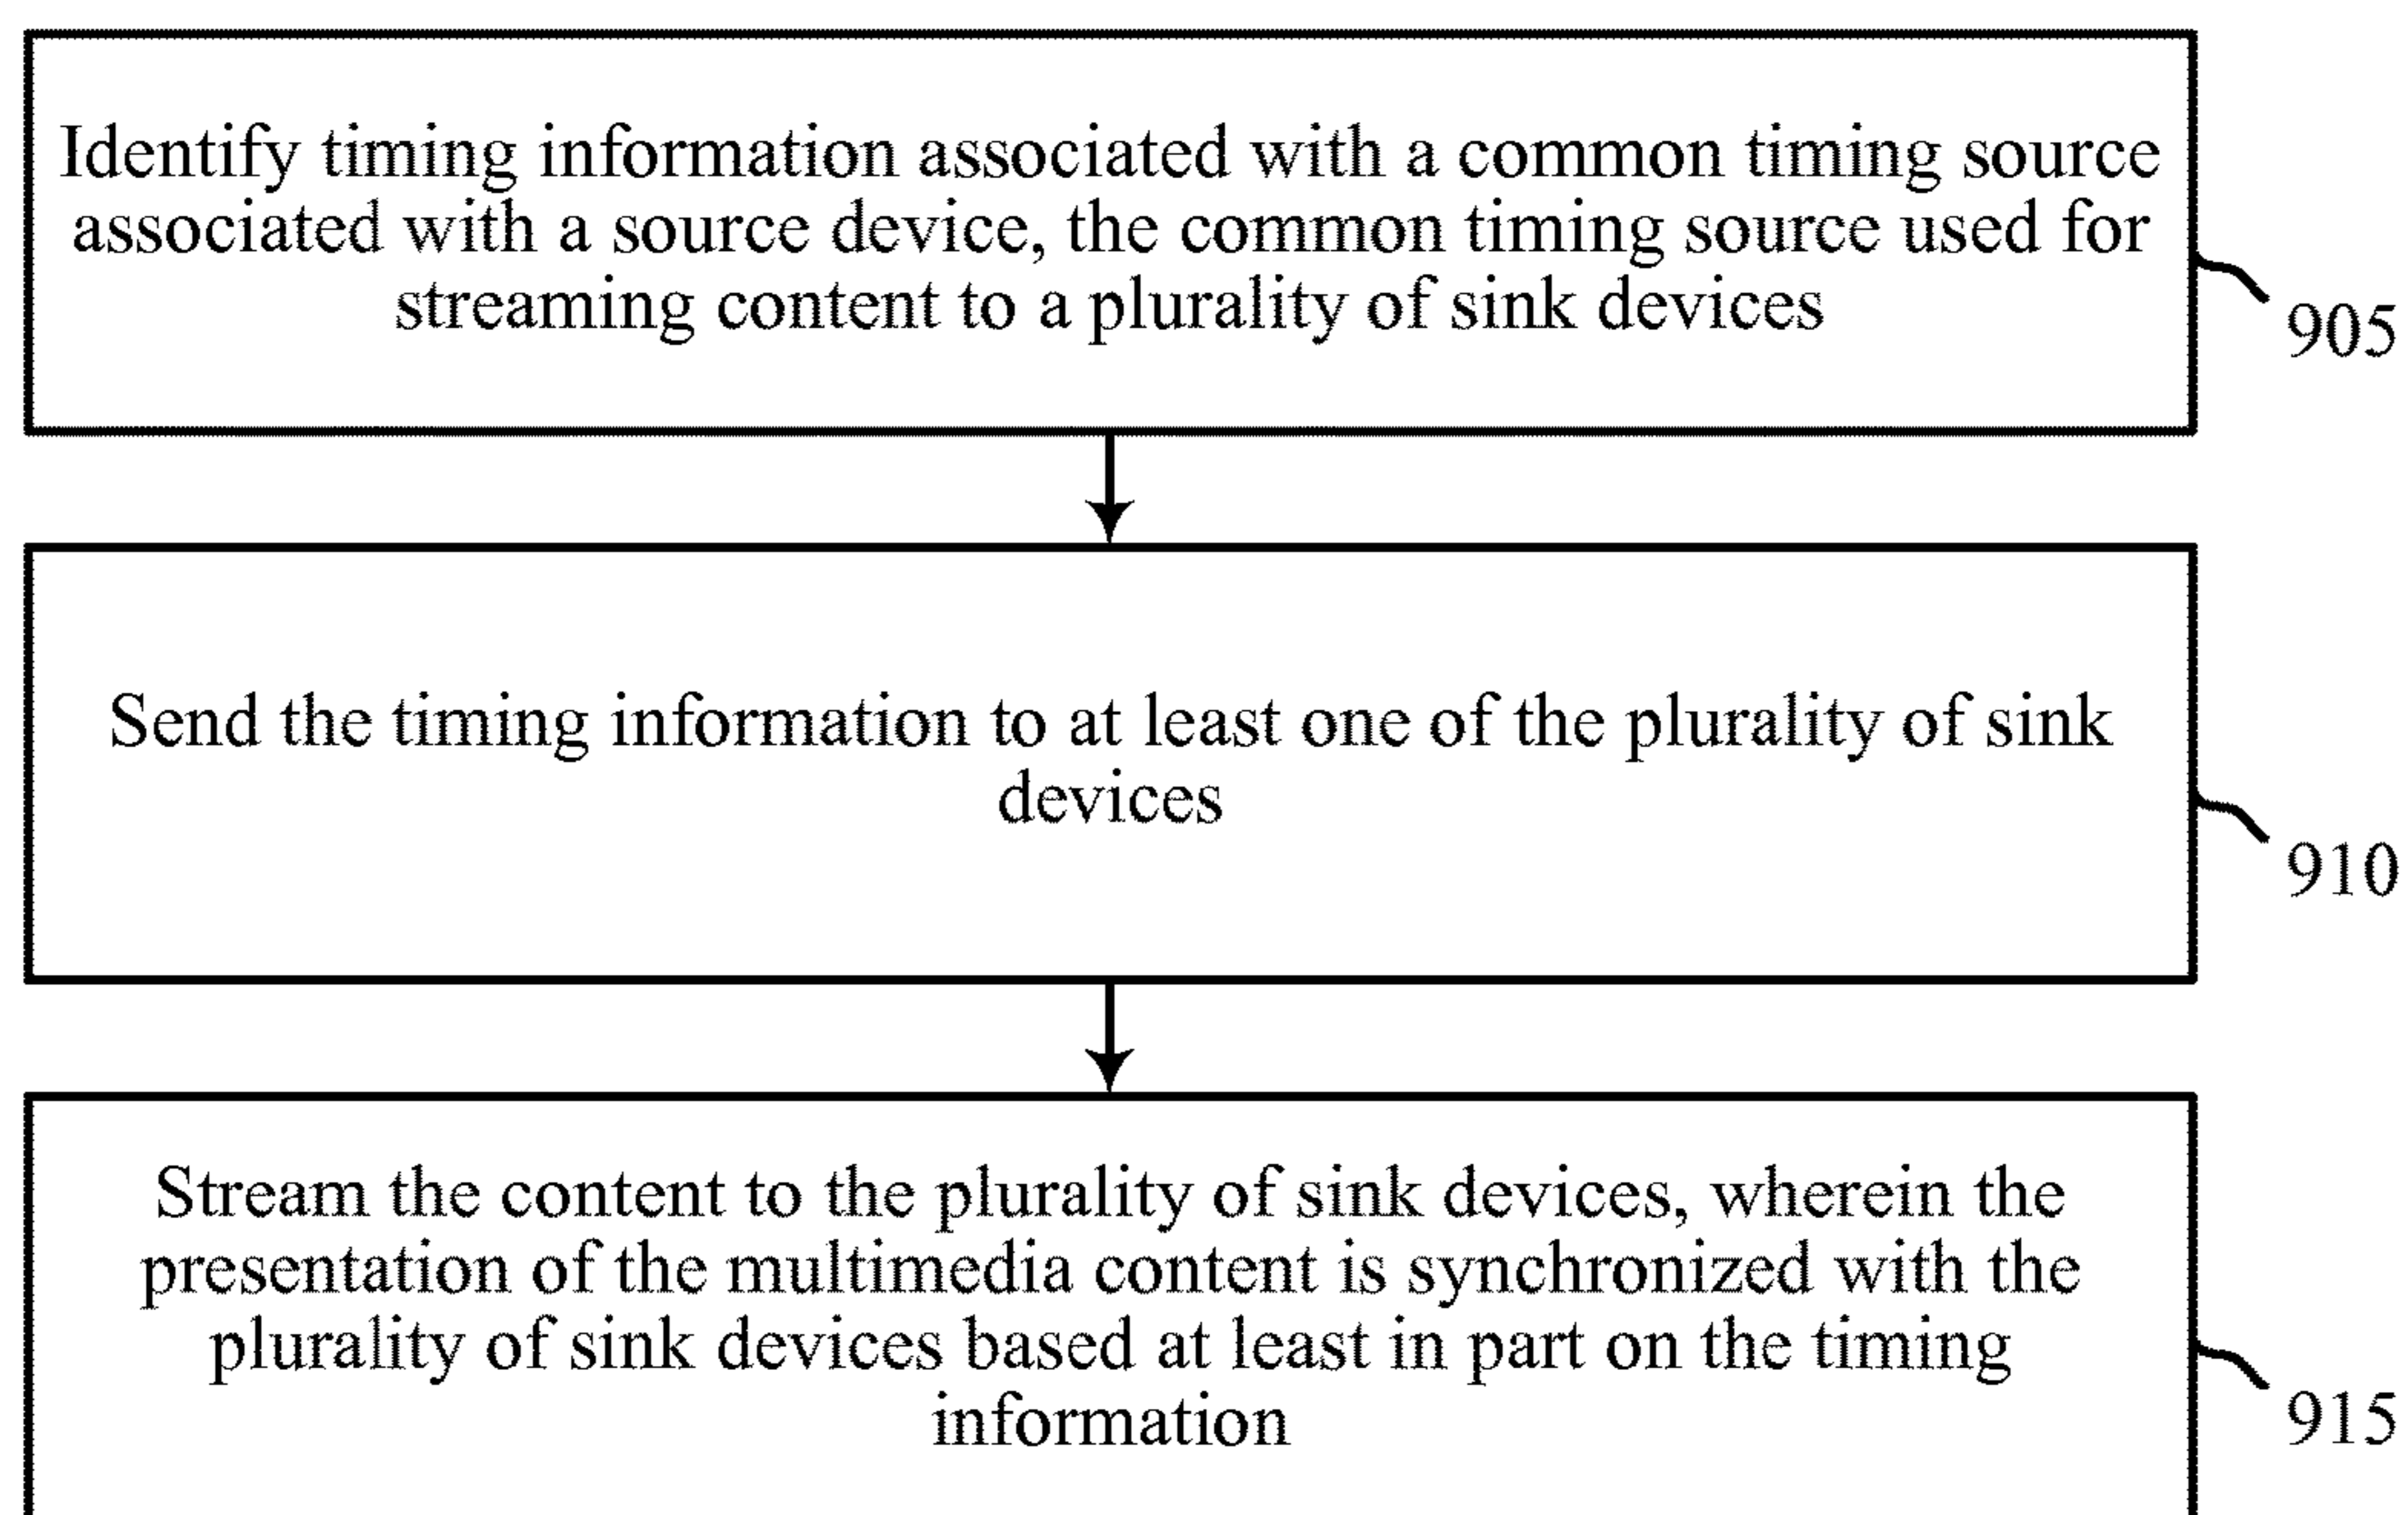 Identify timing information associated with a common timing source
associated with a source device, the common timing source used for
streaming content to a plurality of sink devices
905
Send the timing information to at least one of the plurality of sink
devices
910
Stream the content to the plurality of sink devices, wherein the
presentation of the multimedia content is synchronized with the
plurality of sink devices based at least in part on the timing
information
915